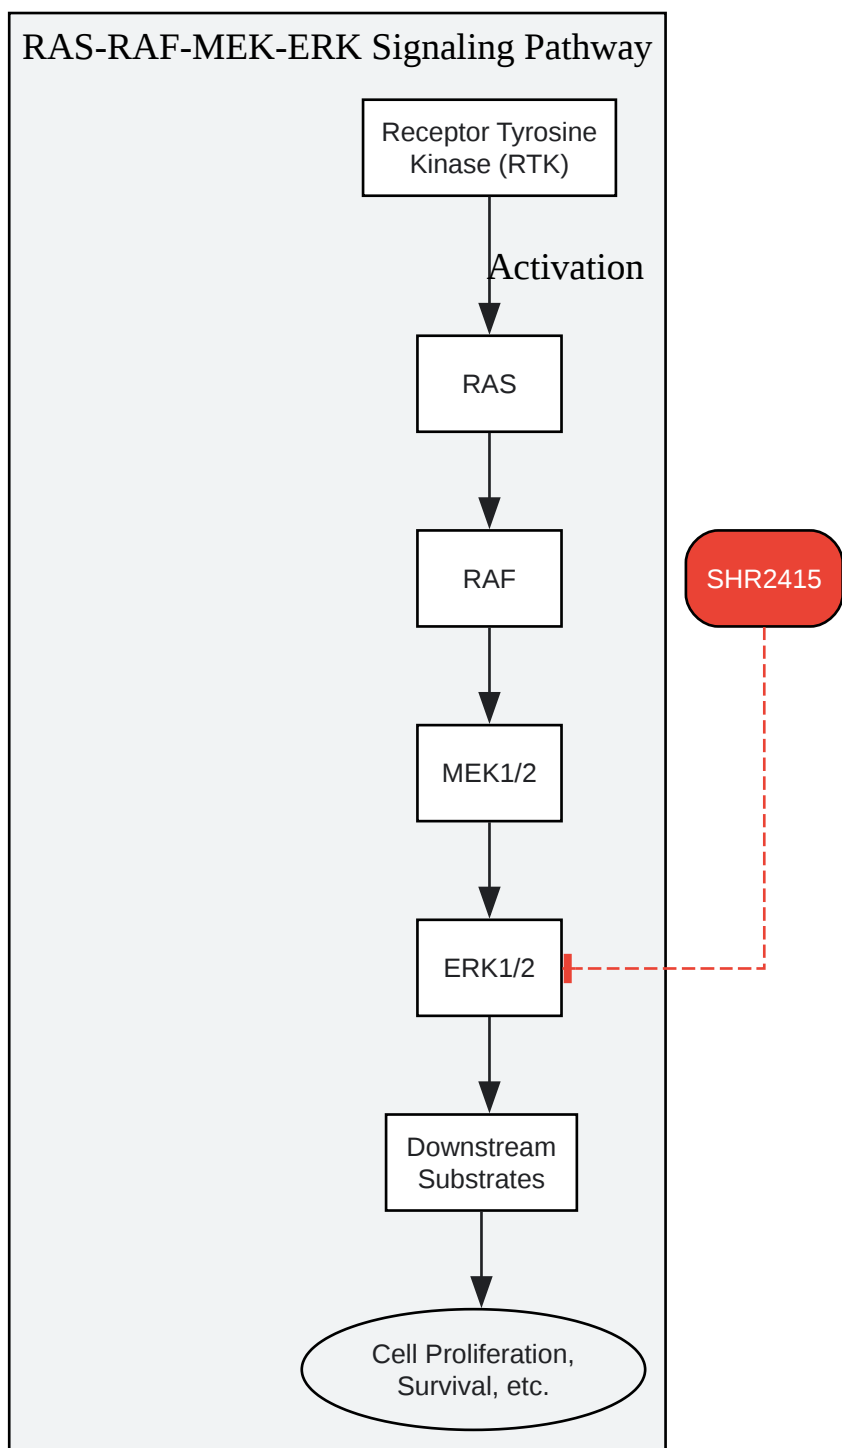 RAS-RAF-MEK-ERK Signaling Pathway
Receptor Tyrosine
Kinase (RTK)
Activation
RAS
RAF
SHR2415
MEK1/2
ERK1/2
Downstream
Substrates
Cell Proliferation,
Survival, etc.